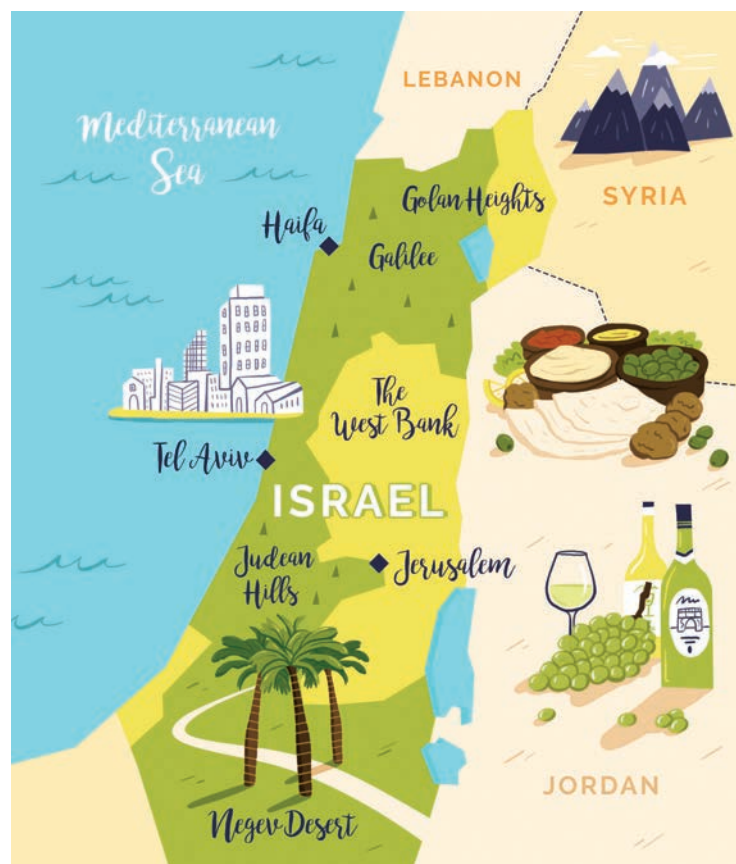 LEBANON
Mediterranean
Sea
SYRIA
Golan Heights
Haifa
Galilee
The
West Bank
Tel Aviv
ISRAEL
Judean
Hills
Jerusalem
JORDAN
Negev Desert